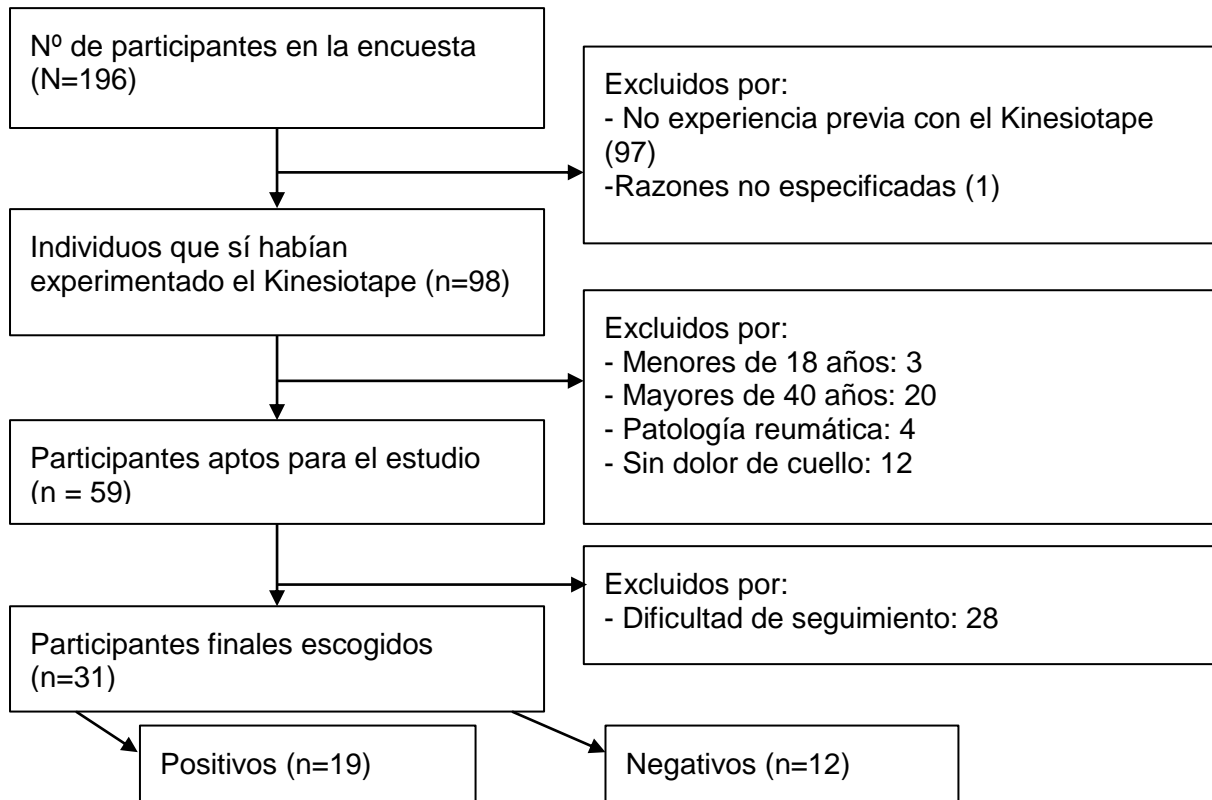 Nº de participantes en la encuesta
(N=196)
Excluidos por:
- No experiencia previa con el Kinesiotape
(97)
-Razones no especificadas (1)
Individuos que sí habían
experimentado el Kinesiotape (n=98)
Excluidos por:
- Menores de 18 años: 3
- Mayores de 40 años: 20
- Patología reumática: 4
- Sin dolor de cuello: 12
Participantes aptos para el estudio
(n = 59)
Excluidos por:
- Dificultad de seguimiento: 28
Participantes finales escogidos
(n=31)
Positivos (n=19)
Negativos (n=12)